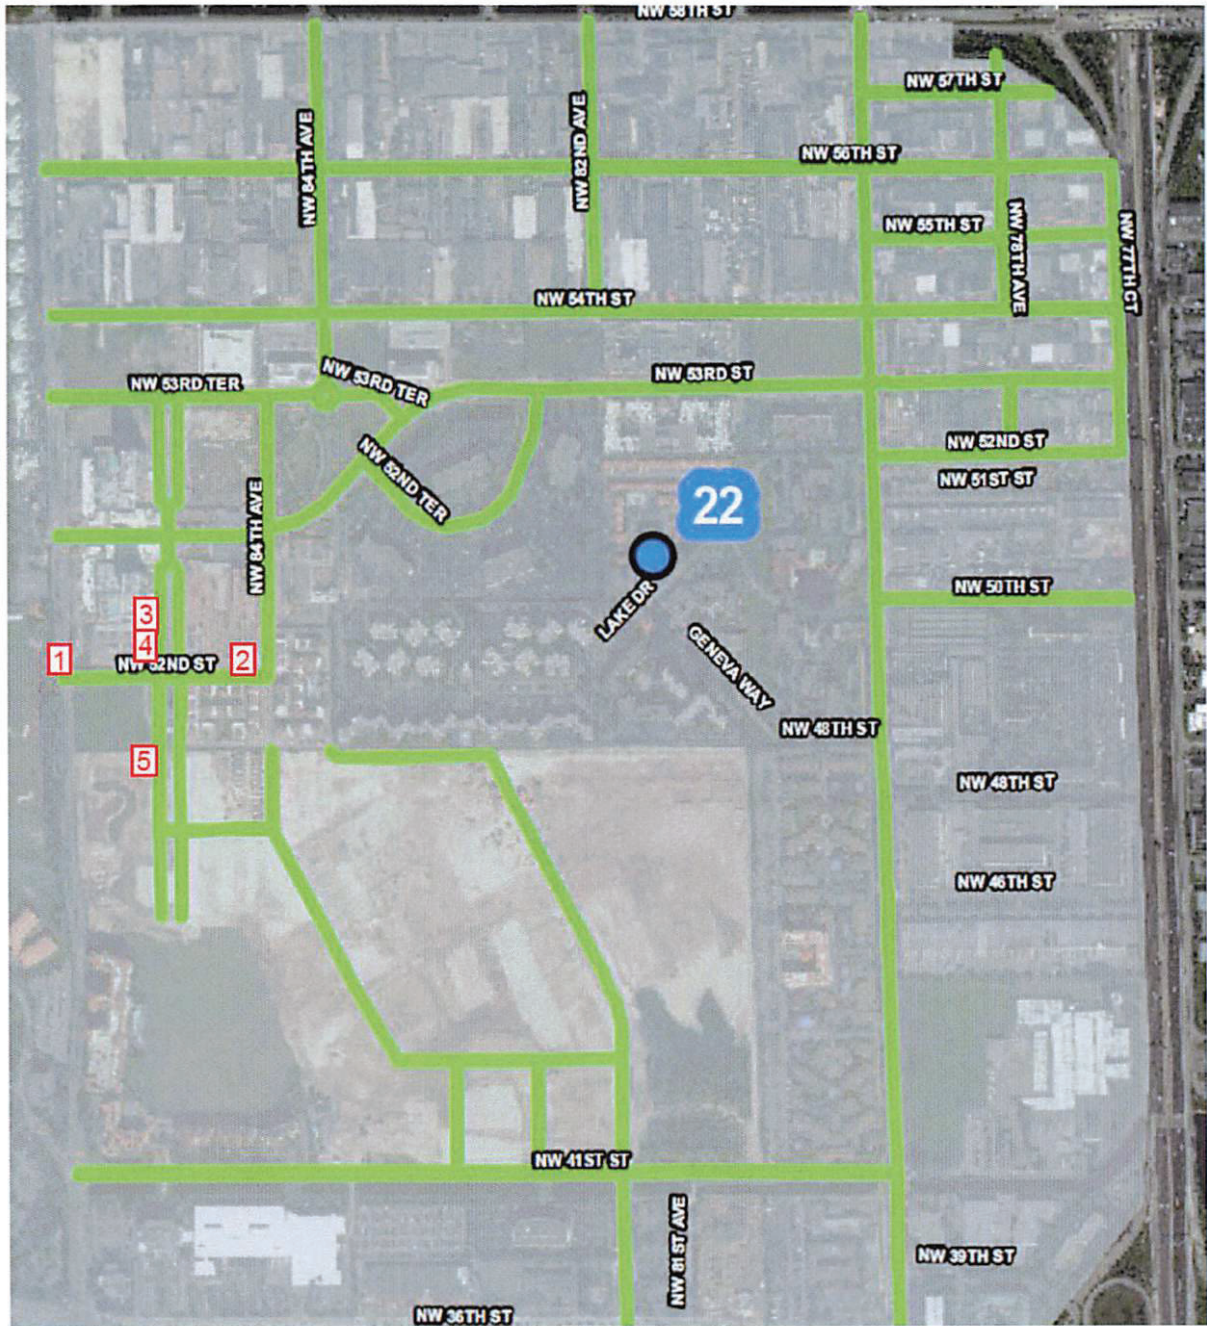 NW 58TH ST
NW 57TH ST
NW 84TH AVE
NW 82ND AVE
NW 56TH ST
NW 55TH ST
NW 78TH AVE
NW 77TH CT
NW 54TH ST
NW 53RD TER
NW 53RD TER
NW 53RD ST
NW 52ND ST
NW 52ND TER
NW 51ST ST
22
NW 84TH AVE
NW 50TH ST
LAKE DR
3
4
1
NW 52ND ST
2
GENEVA WAY
NW 48TH ST
5
NW 48TH ST
NW 46TH ST
NW 41ST ST
NW 81ST AVE
NW 39TH ST
NW 36TH ST